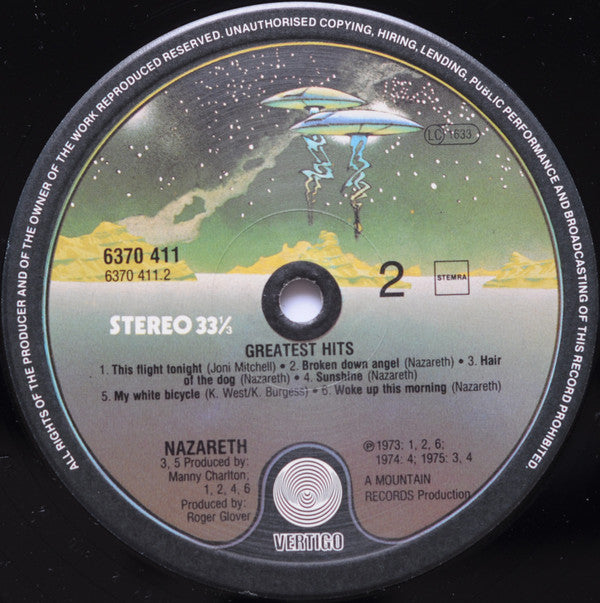 ALL RIGHTS OF THE PRODUCER AND OF THE OWNER OF THE WORK REPRODUCED RESERVED. UNAUTHORISED COPYING, HIRING, LENDING, PUBLIC PERFORMANCE AND BROADCASTING OF THIS RECORD PROHIBITED.
LC 1633
6370 411
6370 411.2
2
STEMRA
STEREO 33⅓
GREATEST HITS
1. This flight tonight (Joni Mitchell) • 2. Broken down angel (Nazareth) • 3. Hair
of the dog (Nazareth) • 4. Sunshine (Nazareth)
5. My white bicycle (K. West/K. Burgess) • 6. Woke up this morning (Nazareth)
NAZARETH
3, 5 Produced by:
Manny Charlton;
1, 2, 4, 6
Produced by:
Roger Glover
℗ 1973: 1, 2, 6;
1974: 4; 1975: 3, 4
A MOUNTAIN
RECORDS Production
VERTIGO